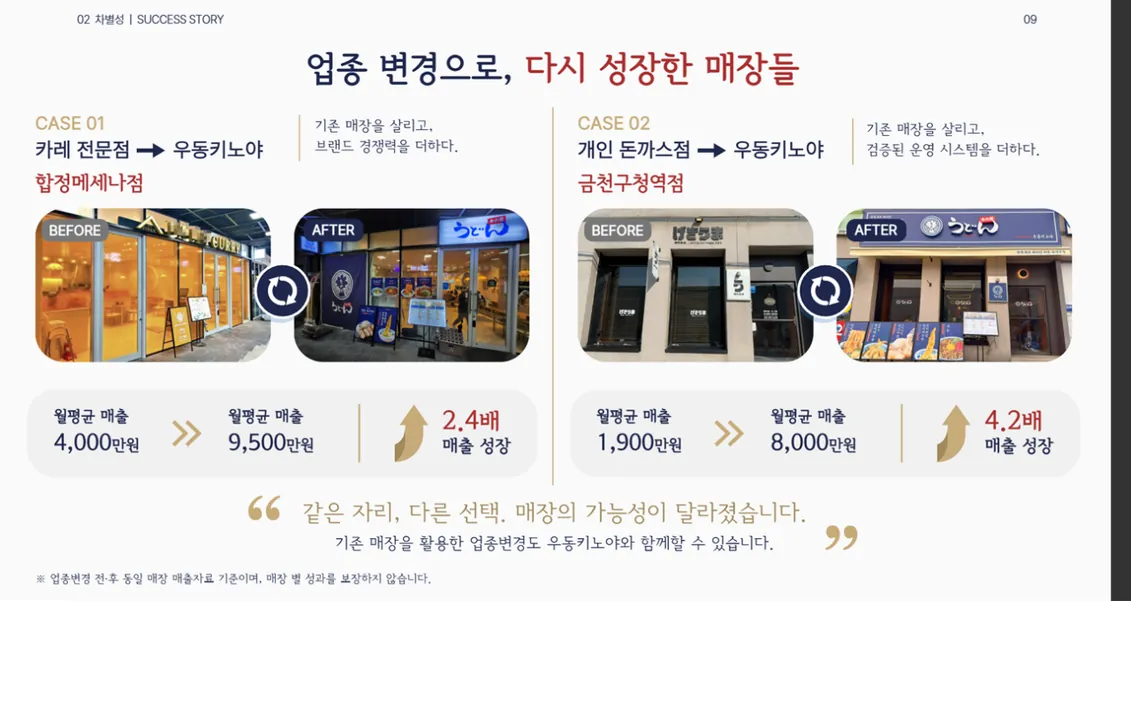 02 차별성 | SUCCESS STORY
09
업종 변경으로, 다시 성장한 매장들
CASE 01
카레 전문점 → 우동키노야
합정메세나점
기존 매장을 살리고,
브랜드 경쟁력을 더하다.
BEFORE
AFTER
うどん
월평균 매출
4,000만원
월평균 매출
9,500만원
2.4배
매출 성장
CASE 02
개인 돈까스점 → 우동키노야
금천구청역점
기존 매장을 살리고,
검증된 운영 시스템을 더하다.
BEFORE
げきうま
AFTER
うどん
월평균 매출
1,900만원
월평균 매출
8,000만원
4.2배
매출 성장
“ 같은 자리, 다른 선택. 매장의 가능성이 달라졌습니다.
기존 매장을 활용한 업종변경도 우동키노야와 함께할 수 있습니다. ”
※ 업종변경 전·후 동일 매장 매출자료 기준이며, 매장 별 성과를 보장하지 않습니다.